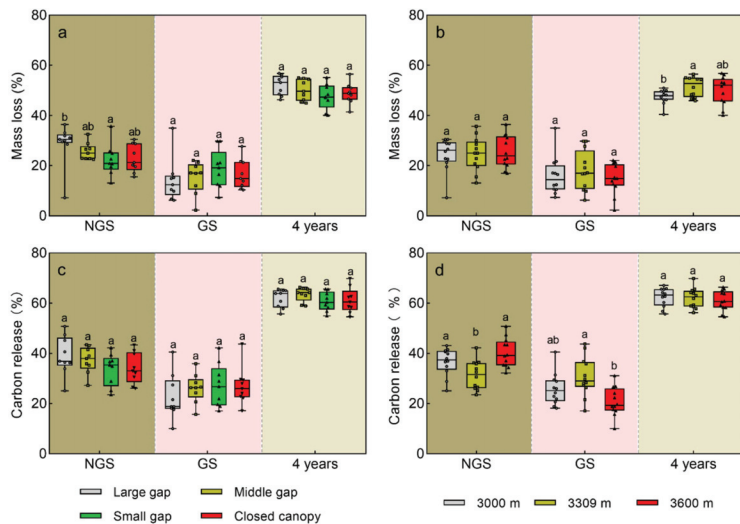 a
b
Mass loss (%)
80
60
40
20
0
b ab a ab
a a a a
a a a a
NGS GS 4 years
Mass loss (%)
80
60
40
20
0
a a a
a a a
b a ab
NGS GS 4 years
c
d
Carbon release (%)
80
60
40
20
0
a a a a
a a a a
a a a a
NGS GS 4 years
Carbon release ( %)
80
60
40
20
0
a b a
ab a b
a a a
NGS GS 4 years
Large gap Middle gap
Small gap Closed canopy
3000 m 3309 m 3600 m